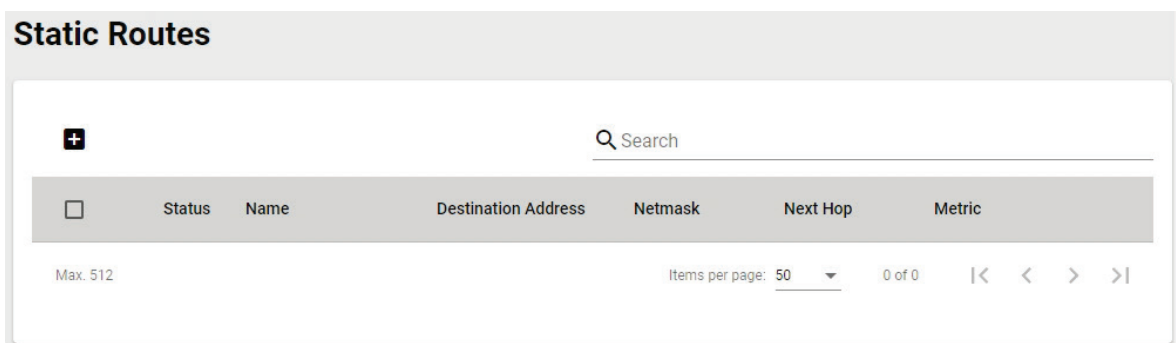 Static Routes
Search
Status Name Destination Address Netmask Next Hop Metric
Max. 512 Items per page: 50 0 of 0